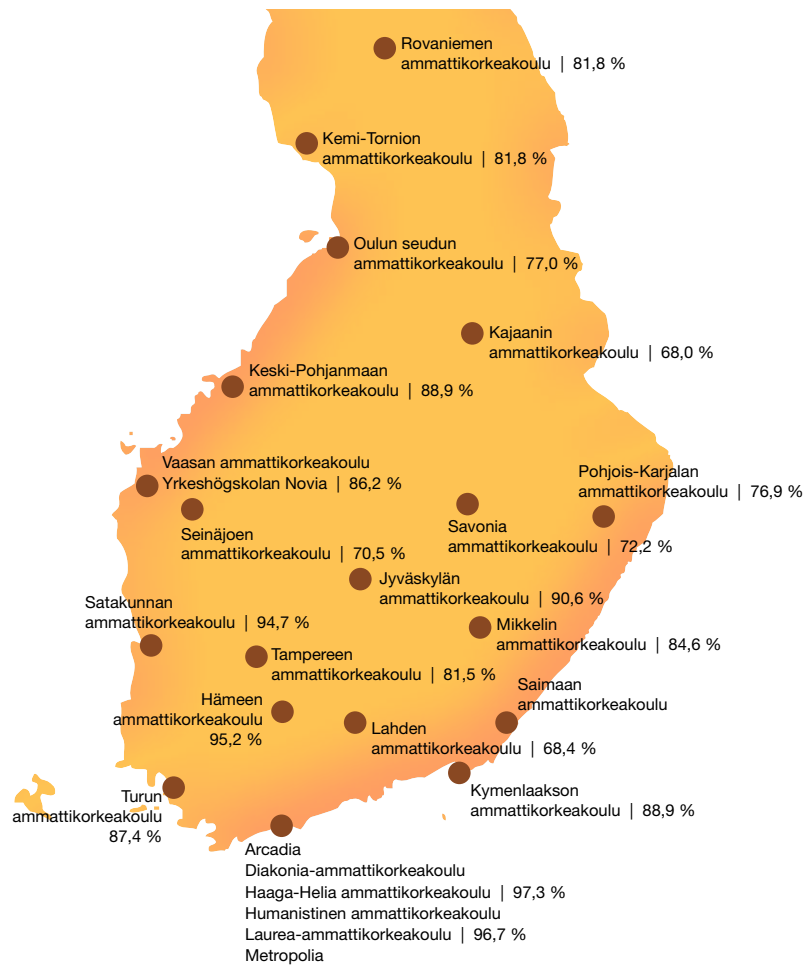 Rovaniemen
ammattikorkeakoulu | 81,8 %
Kemi-Tornion
ammattikorkeakoulu | 81,8 %
Oulun seudun
ammattikorkeakoulu | 77,0 %
Kajaanin
ammattikorkeakoulu | 68,0 %
Keski-Pohjanmaan
ammattikorkeakoulu | 88,9 %
Vaasan ammattikorkeakoulu
Yrkeshögskolan Novia | 86,2 %
Pohjois-Karjalan
ammattikorkeakoulu | 76,9 %
Seinäjoen
ammattikorkeakoulu | 70,5 %
Savonia
ammattikorkeakoulu | 72,2 %
Jyväskylän
ammattikorkeakoulu | 90,6 %
Satakunnan
ammattikorkeakoulu | 94,7 %
Mikkelin
ammattikorkeakoulu | 84,6 %
Tampereen
ammattikorkeakoulu | 81,5 %
Saimaan
ammattikorkeakoulu
Hämeen
ammattikorkeakoulu
95,2 %
Lahden
ammattikorkeakoulu | 68,4 %
Kymenlaakson
ammattikorkeakoulu | 88,9 %
Turun
ammattikorkeakoulu
87,4 %
Arcadia
Diakonia-ammattikorkeakoulu
Haaga-Helia ammattikorkeakoulu | 97,3 %
Humanistinen ammattikorkeakoulu
Laurea-ammattikorkeakoulu | 96,7 %
Metropolia